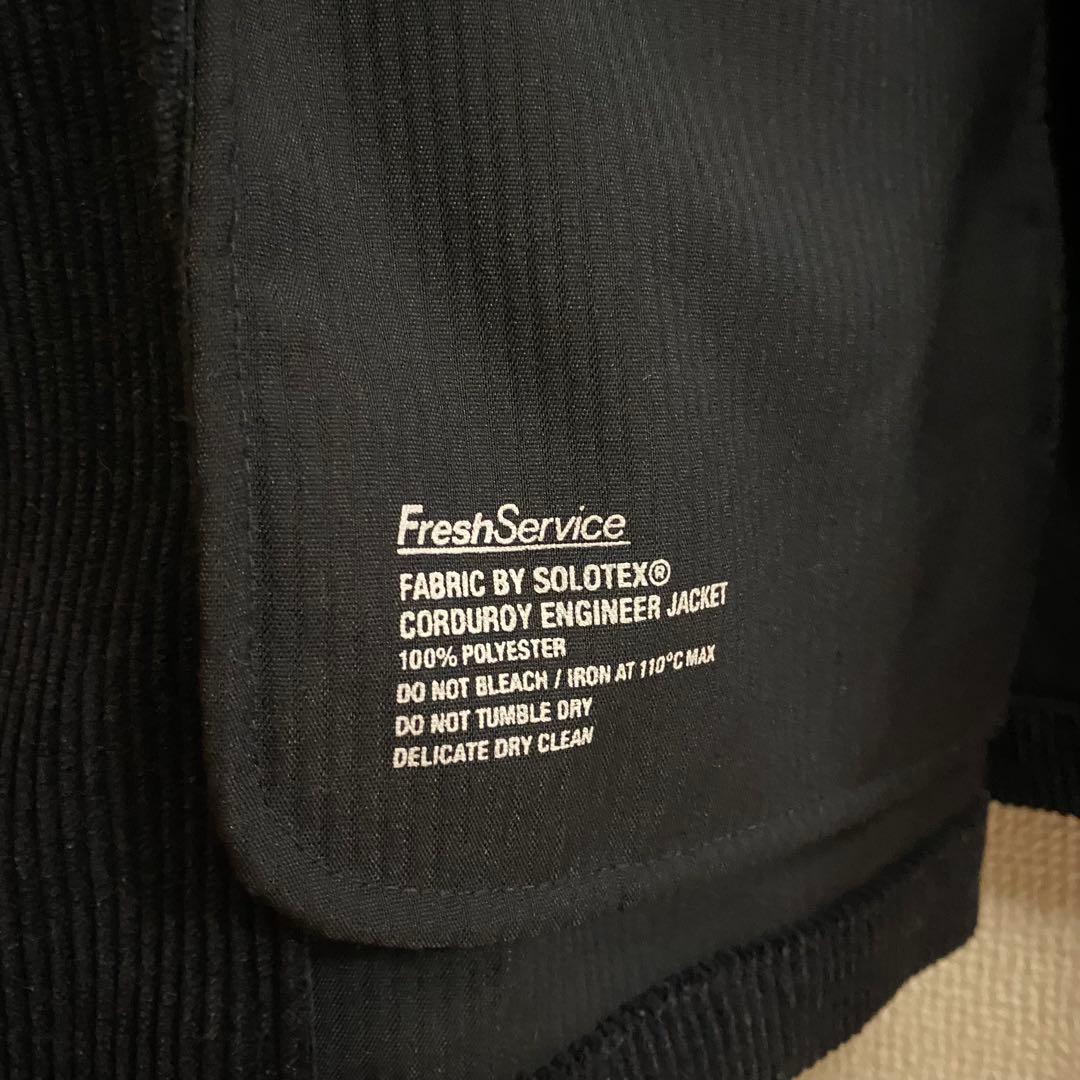 FreshService
FABRIC BY SOLOTEX®
CORDUROY ENGINEER JACKET
100% POLYESTER
DO NOT BLEACH / IRON AT 110°C MAX
DO NOT TUMBLE DRY
DELICATE DRY CLEAN